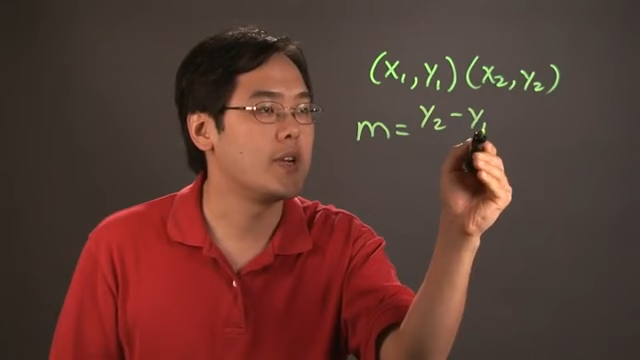 (x₁, y₁) (x₂, y₂)
m = y₂ - y₁